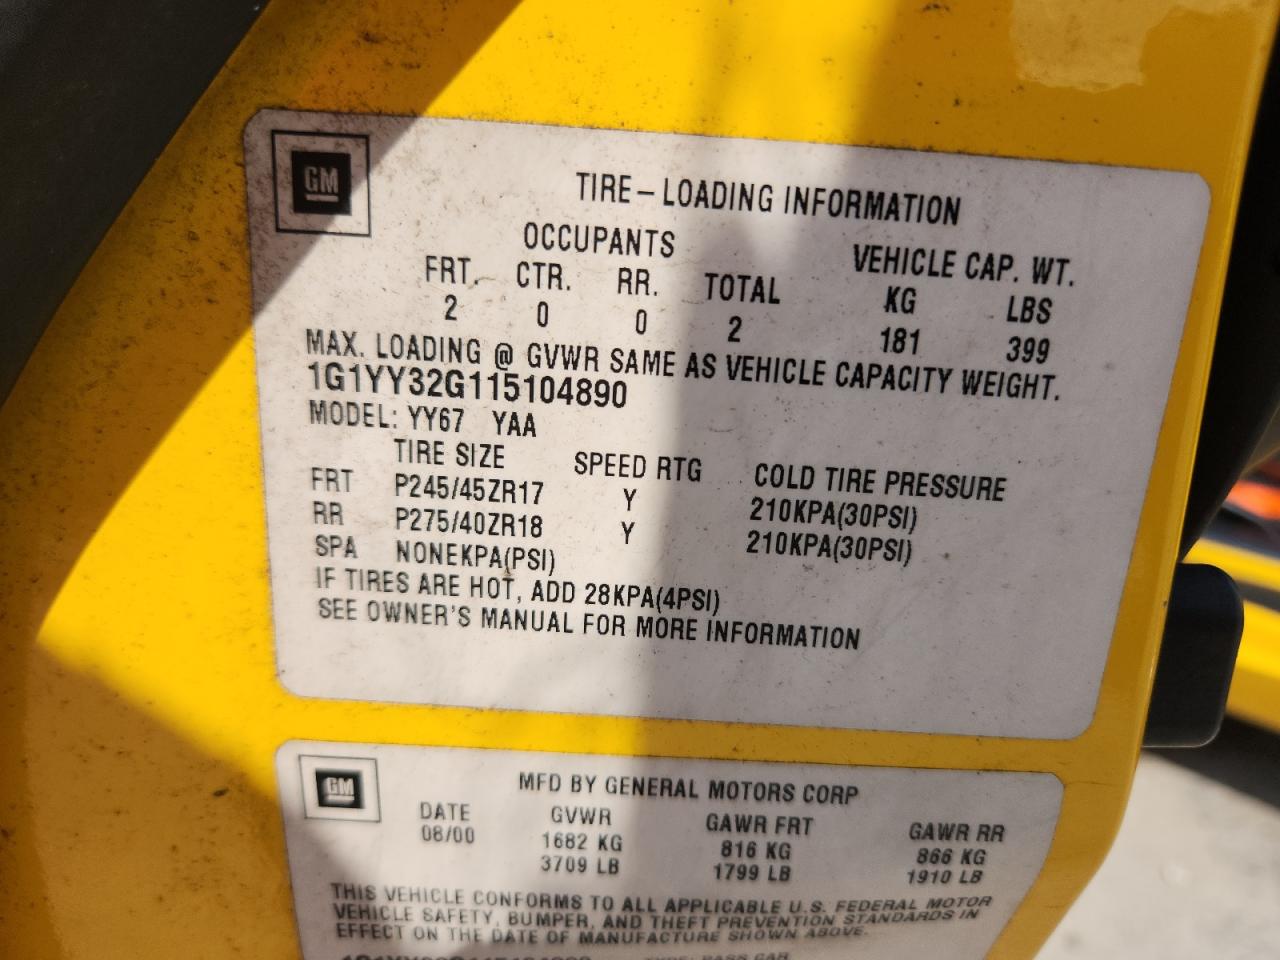 GM
TIRE-LOADING INFORMATION
OCCUPANTS VEHICLE CAP. WT.
FRT. CTR. RR. TOTAL KG LBS
2 0 0 2 181 399
MAX. LOADING @ GVWR SAME AS VEHICLE CAPACITY WEIGHT.
1G1YY32G115104890
MODEL: YY67 YAA
TIRE SIZE SPEED RTG COLD TIRE PRESSURE
FRT P245/45ZR17 Y 210KPA(30PSI)
RR P275/40ZR18 Y 210KPA(30PSI)
SPA NONEKPA(PSI)
IF TIRES ARE HOT, ADD 28KPA(4PSI)
SEE OWNER'S MANUAL FOR MORE INFORMATION
GM
MFD BY GENERAL MOTORS CORP
DATE GVWR GAWR FRT GAWR RR
08/00 1682 KG 816 KG 866 KG
3709 LB 1799 LB 1910 LB
THIS VEHICLE CONFORMS TO ALL APPLICABLE U.S. FEDERAL MOTOR
VEHICLE SAFETY, BUMPER, AND THEFT PREVENTION STANDARDS IN
EFFECT ON THE DATE OF MANUFACTURE SHOWN ABOVE.